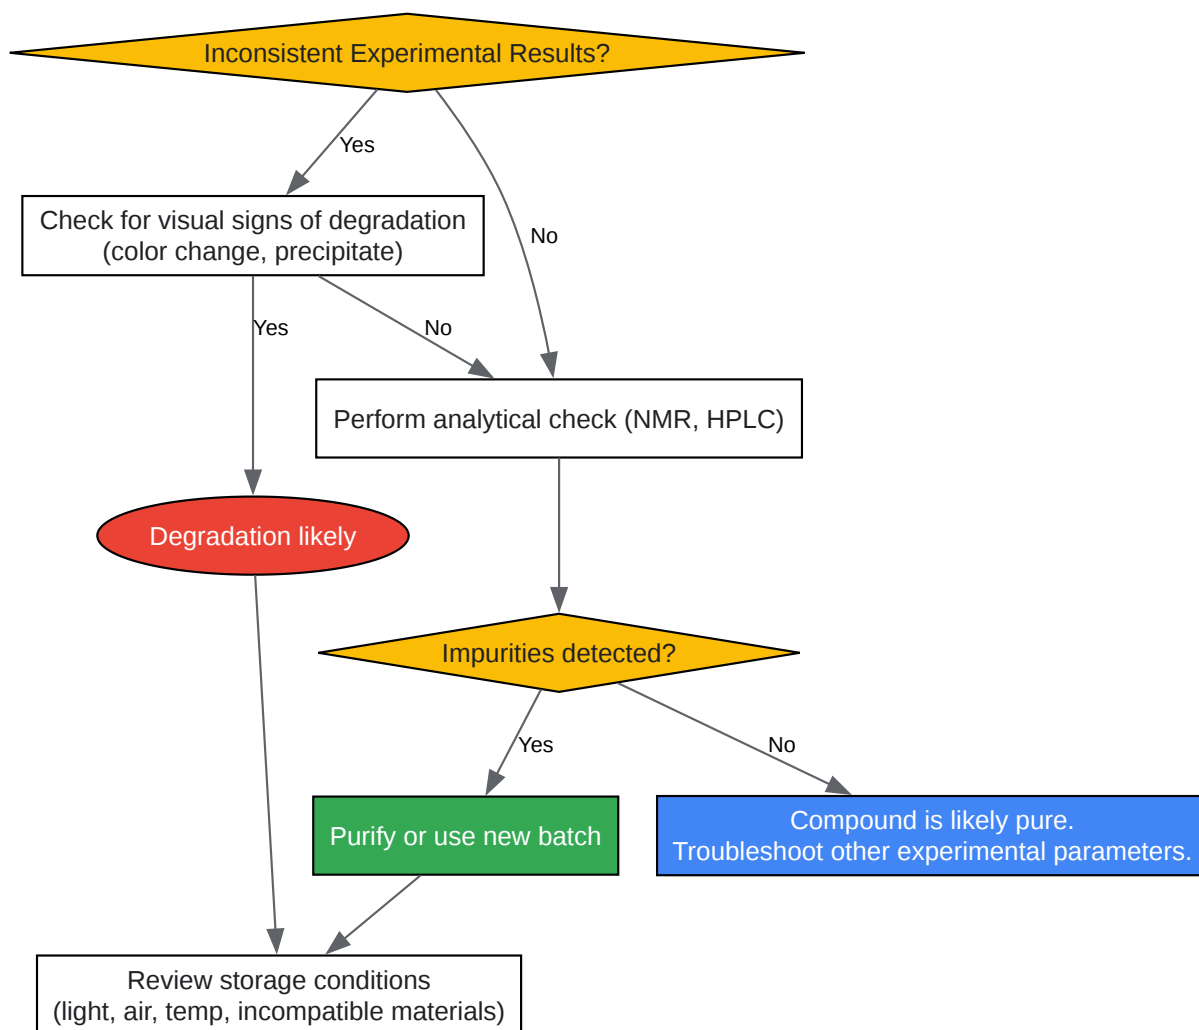 Inconsistent Experimental Results?
Yes
Check for visual signs of degradation
(color change, precipitate)
No
Yes
No
Perform analytical check (NMR, HPLC)
Degradation likely
Impurities detected?
Yes
No
Purify or use new batch
Compound is likely pure.
Troubleshoot other experimental parameters.
Review storage conditions
(light, air, temp, incompatible materials)